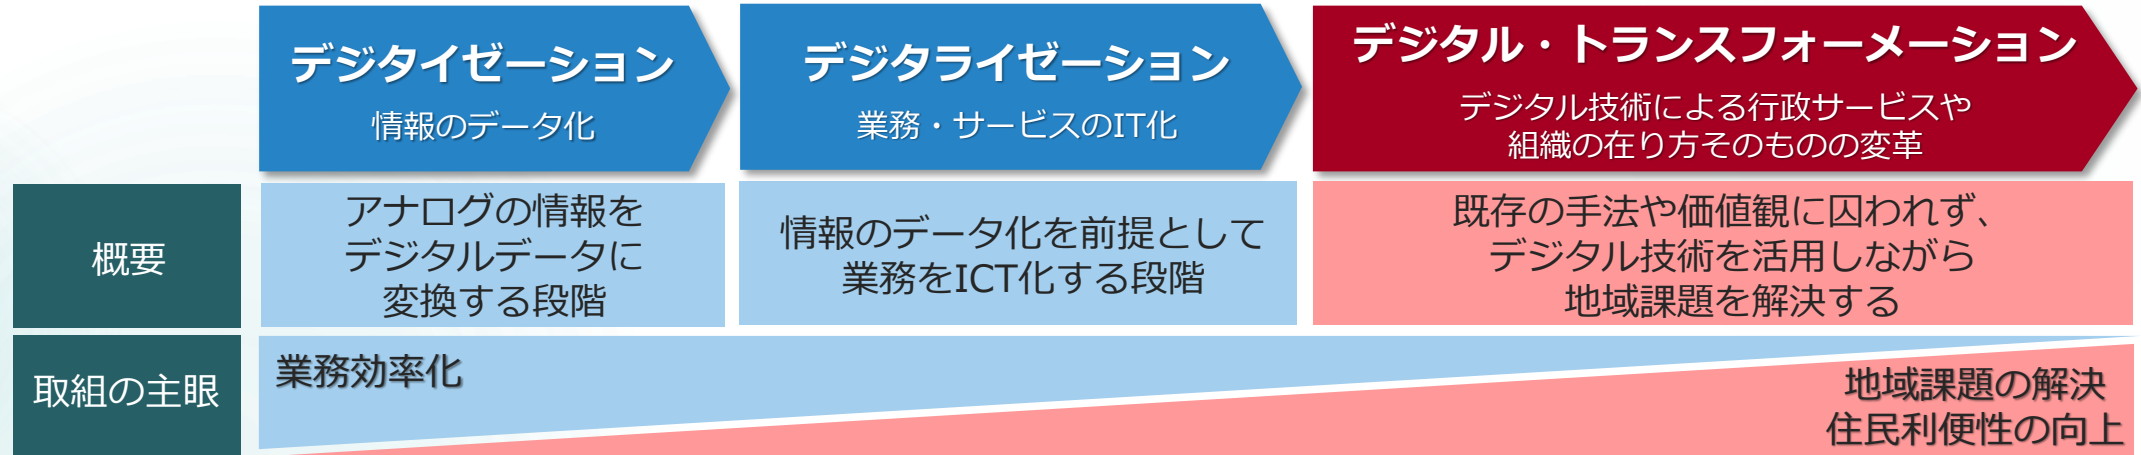 デジタイゼーション
情報のデータ化
デジタライゼーション
業務・サービスのIT化
デジタル・トランスフォーメーション
デジタル技術による行政サービスや
組織の在り方そのものの変革
概要
アナログの情報を
デジタルデータに
変換する段階
情報のデータ化を前提として
業務をICT化する段階
既存の手法や価値観に囚われず、
デジタル技術を活用しながら
地域課題を解決する
取組の主眼
業務効率化
地域課題の解決
住民利便性の向上